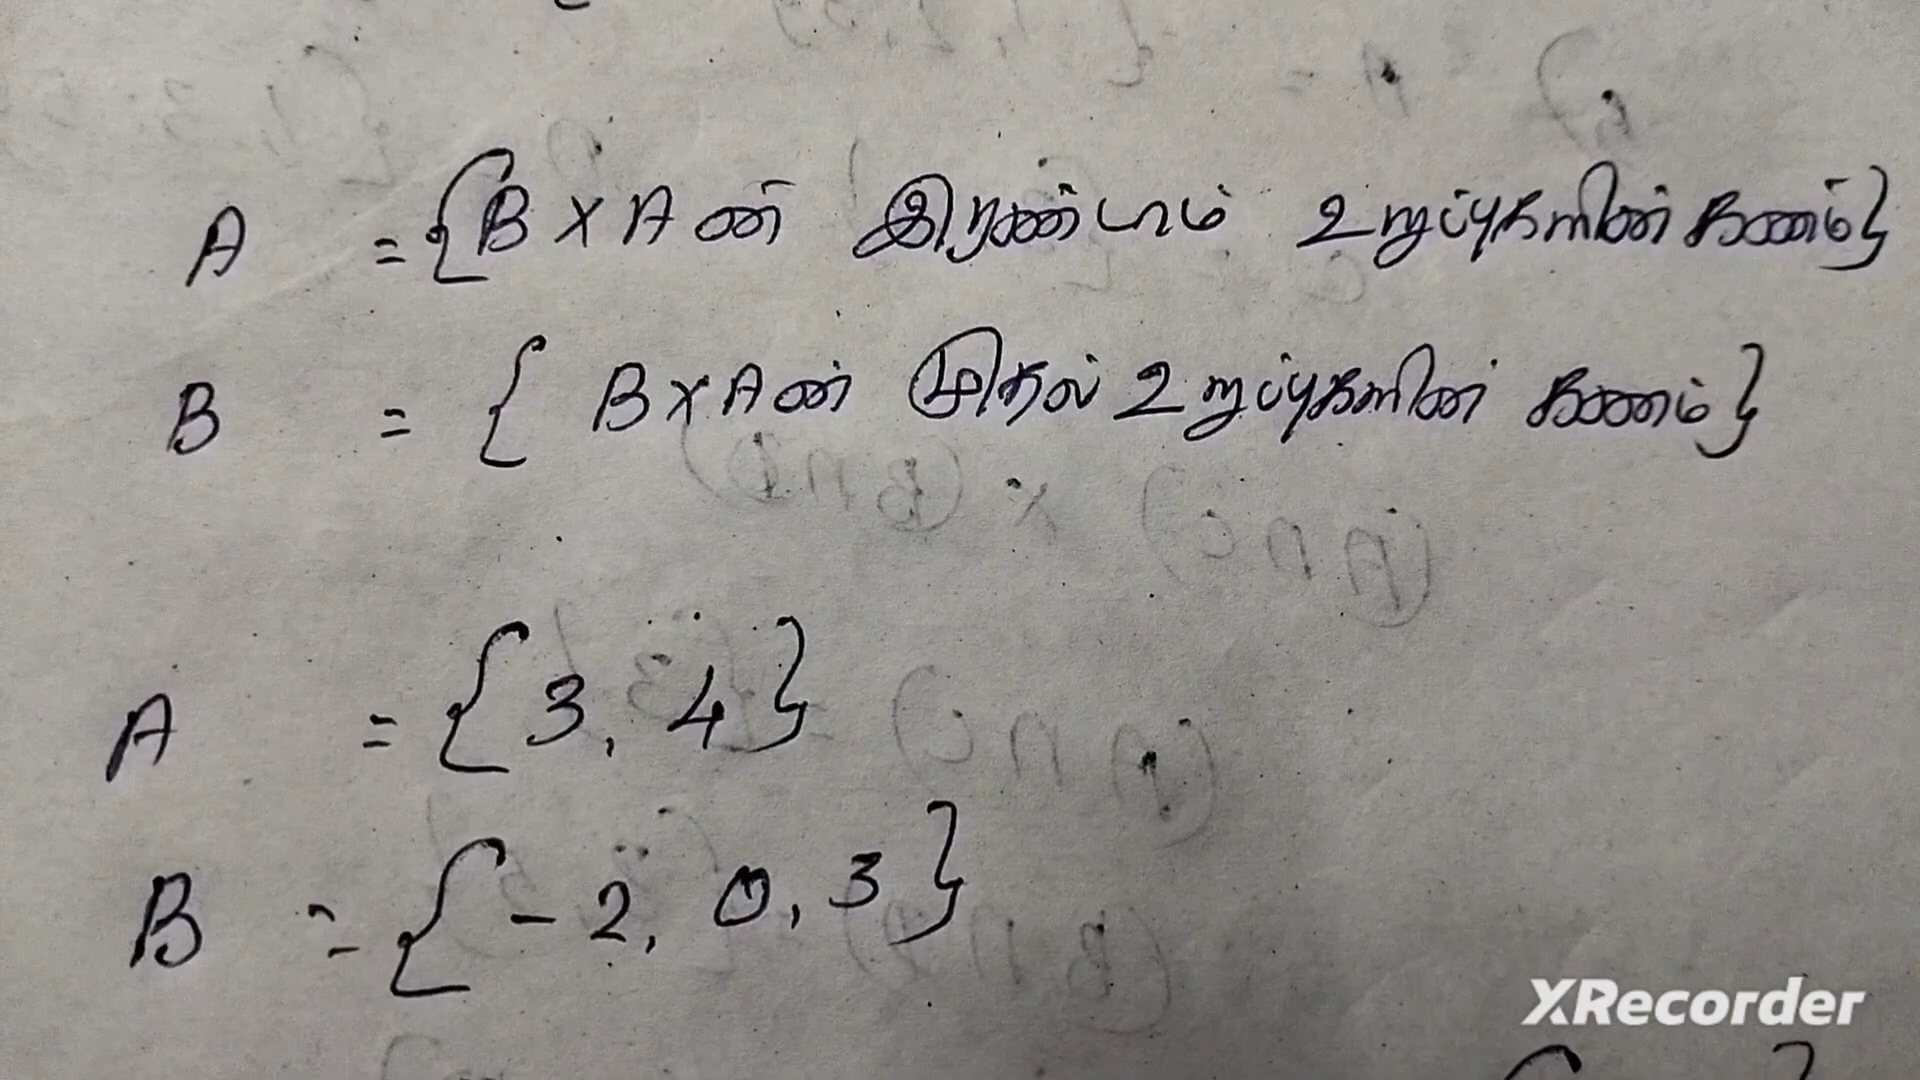 A = {B X A ன் இரண்டாம் உறுப்புகளின் கணம்}
B = { B X A ன் முதல் உறுப்புகளின் கணம்}
A = {3, 4}
B = {-2, 0, 3}
XRecorder